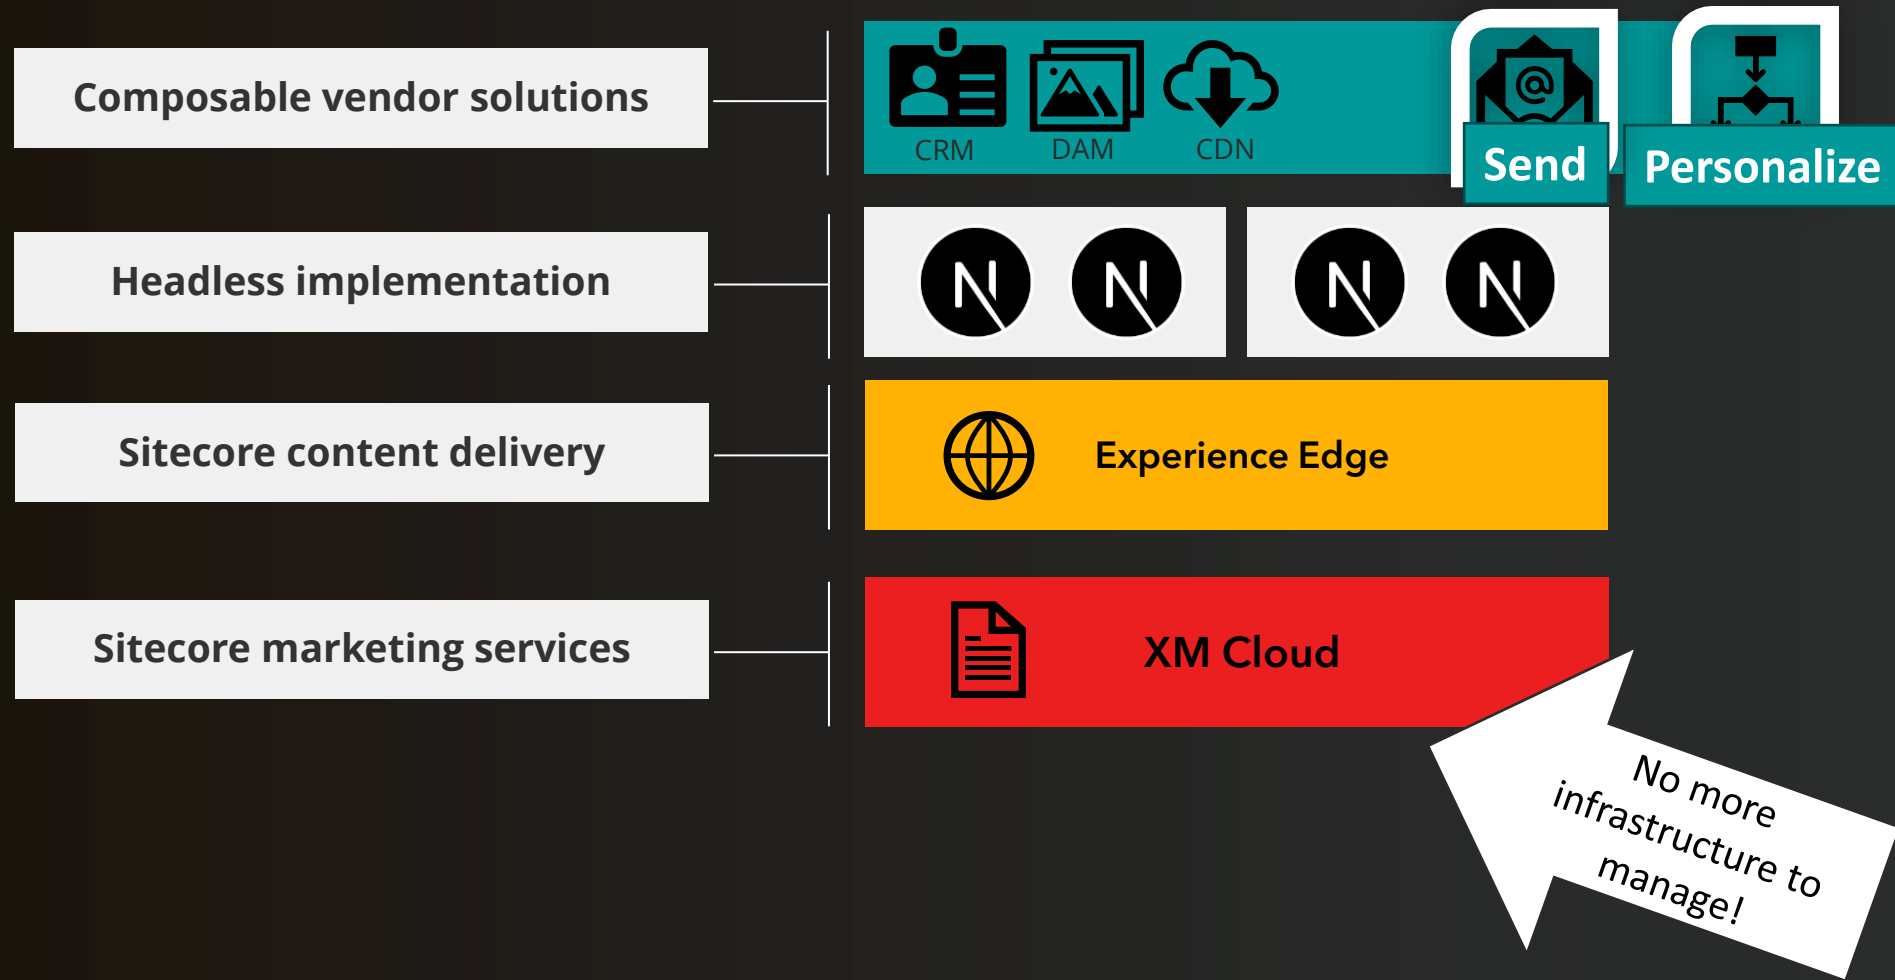 Composable vendor solutions
CRM
DAM
CDN
Send
Personalize
Headless implementation
N
N
N
N
Sitecore content delivery
Experience Edge
Sitecore marketing services
XM Cloud
No more
infrastructure to
manage!